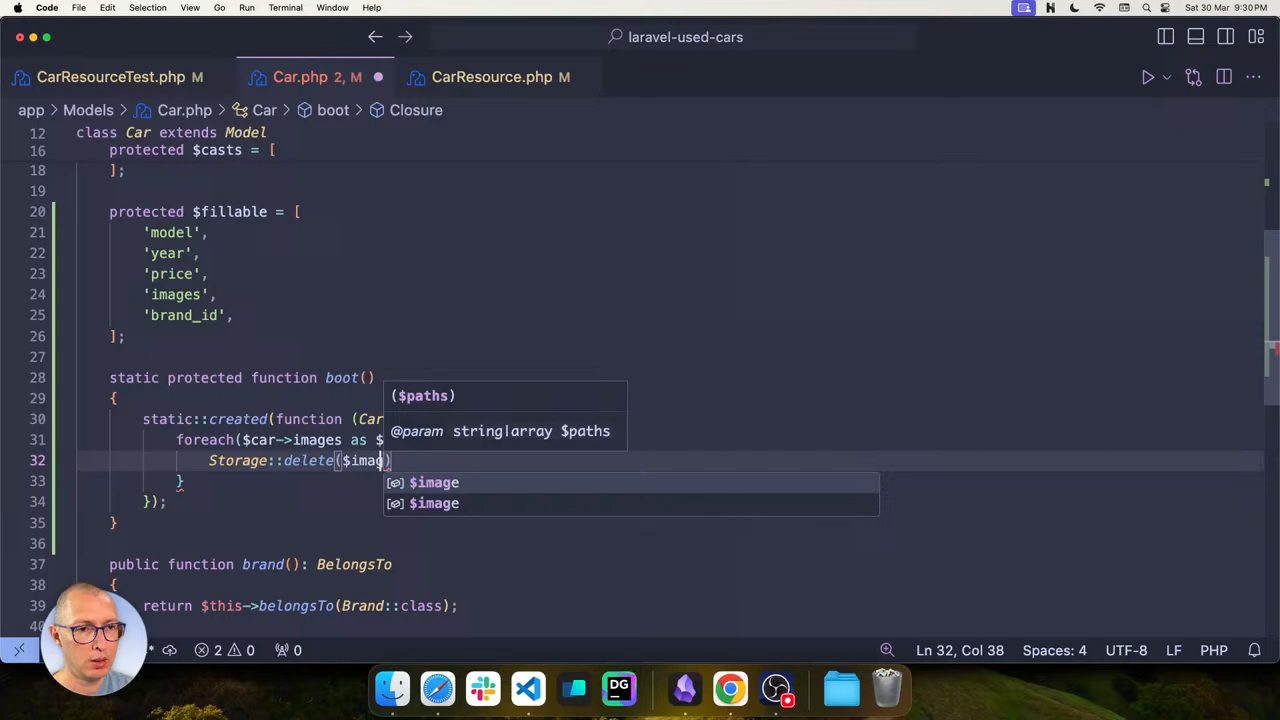 Code File Edit Selection View Go Run Terminal Window Help
Sat 30 Mar 9:30 PM
laravel-used-cars
CarResourceTest.php M
Car.php 2, M
CarResource.php M
app > Models > Car.php > Car > boot > Closure
12 class Car extends Model
16 protected $casts = [
18 ];
19
20 protected $fillable = [
21 'model',
22 'year',
23 'price',
24 'images',
25 'brand_id',
26 ];
27
28 static protected function boot()
29 {
30 static::created(function (Car
31 foreach($car->images as $
32 Storage::delete($imag)
33 }
34 });
35 }
36
37 public function brand(): BelongsTo
38 {
39 return $this->belongsTo(Brand::class);
40
($paths)
@param string|array $paths
$image
$image
2 0 0
Ln 32, Col 38 Spaces: 4 UTF-8 LF PHP
DG